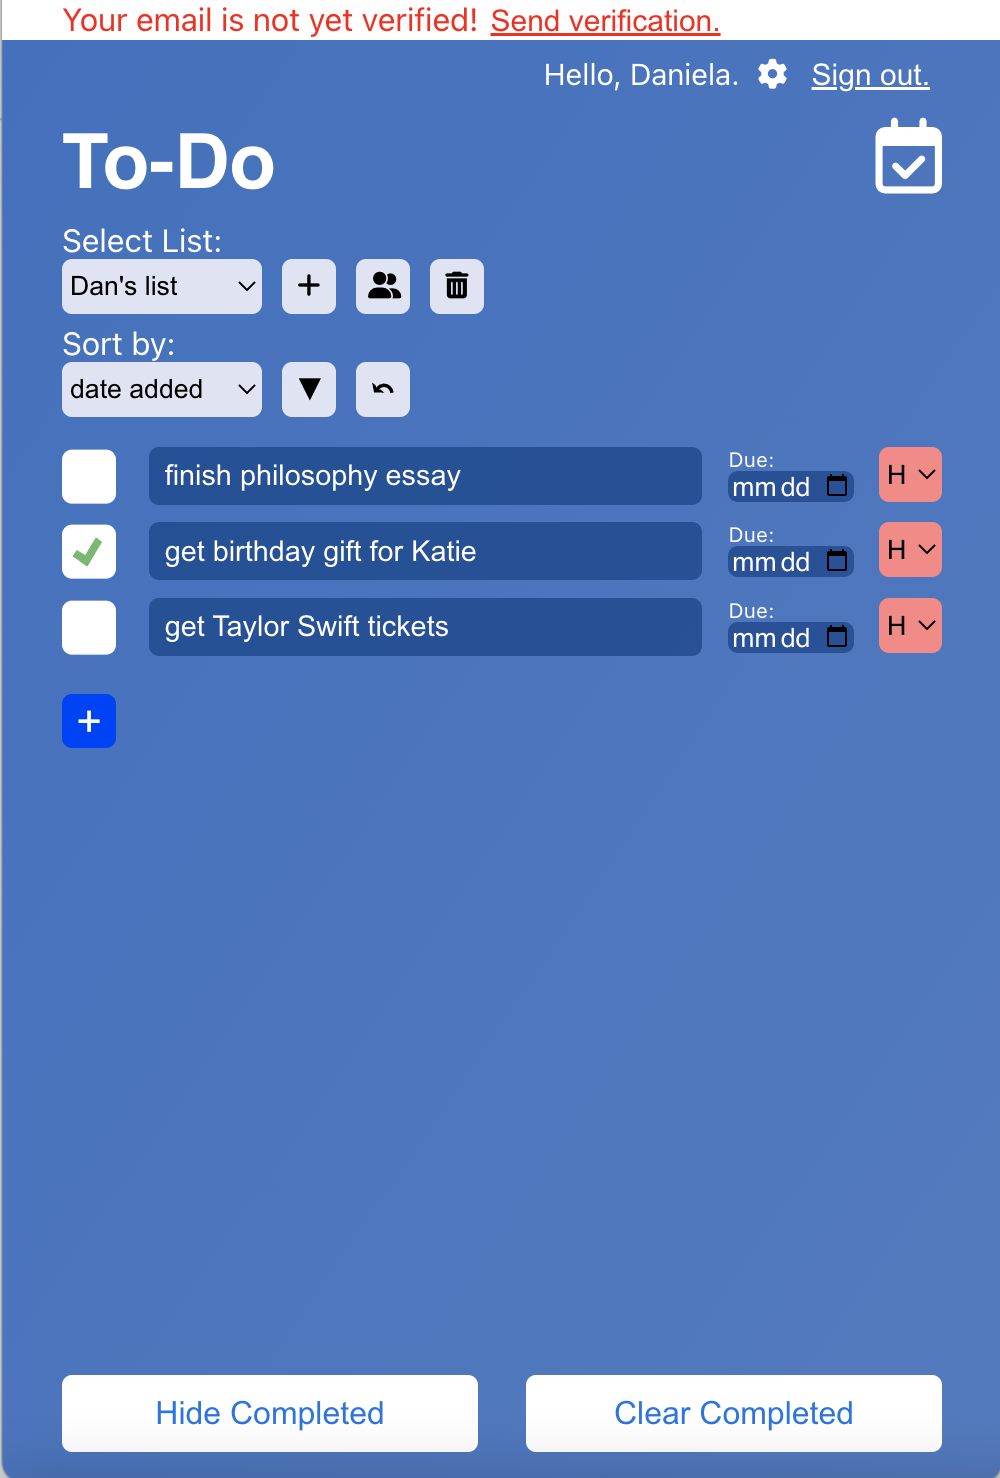 Your email is not yet verified! Send verification.
Hello, Daniela. Sign out.
To-Do
Select List:
Dan's list
Sort by:
date added
finish philosophy essay Due: mm dd H
get birthday gift for Katie Due: mm dd H
get Taylor Swift tickets Due: mm dd H
+
Hide Completed Clear Completed